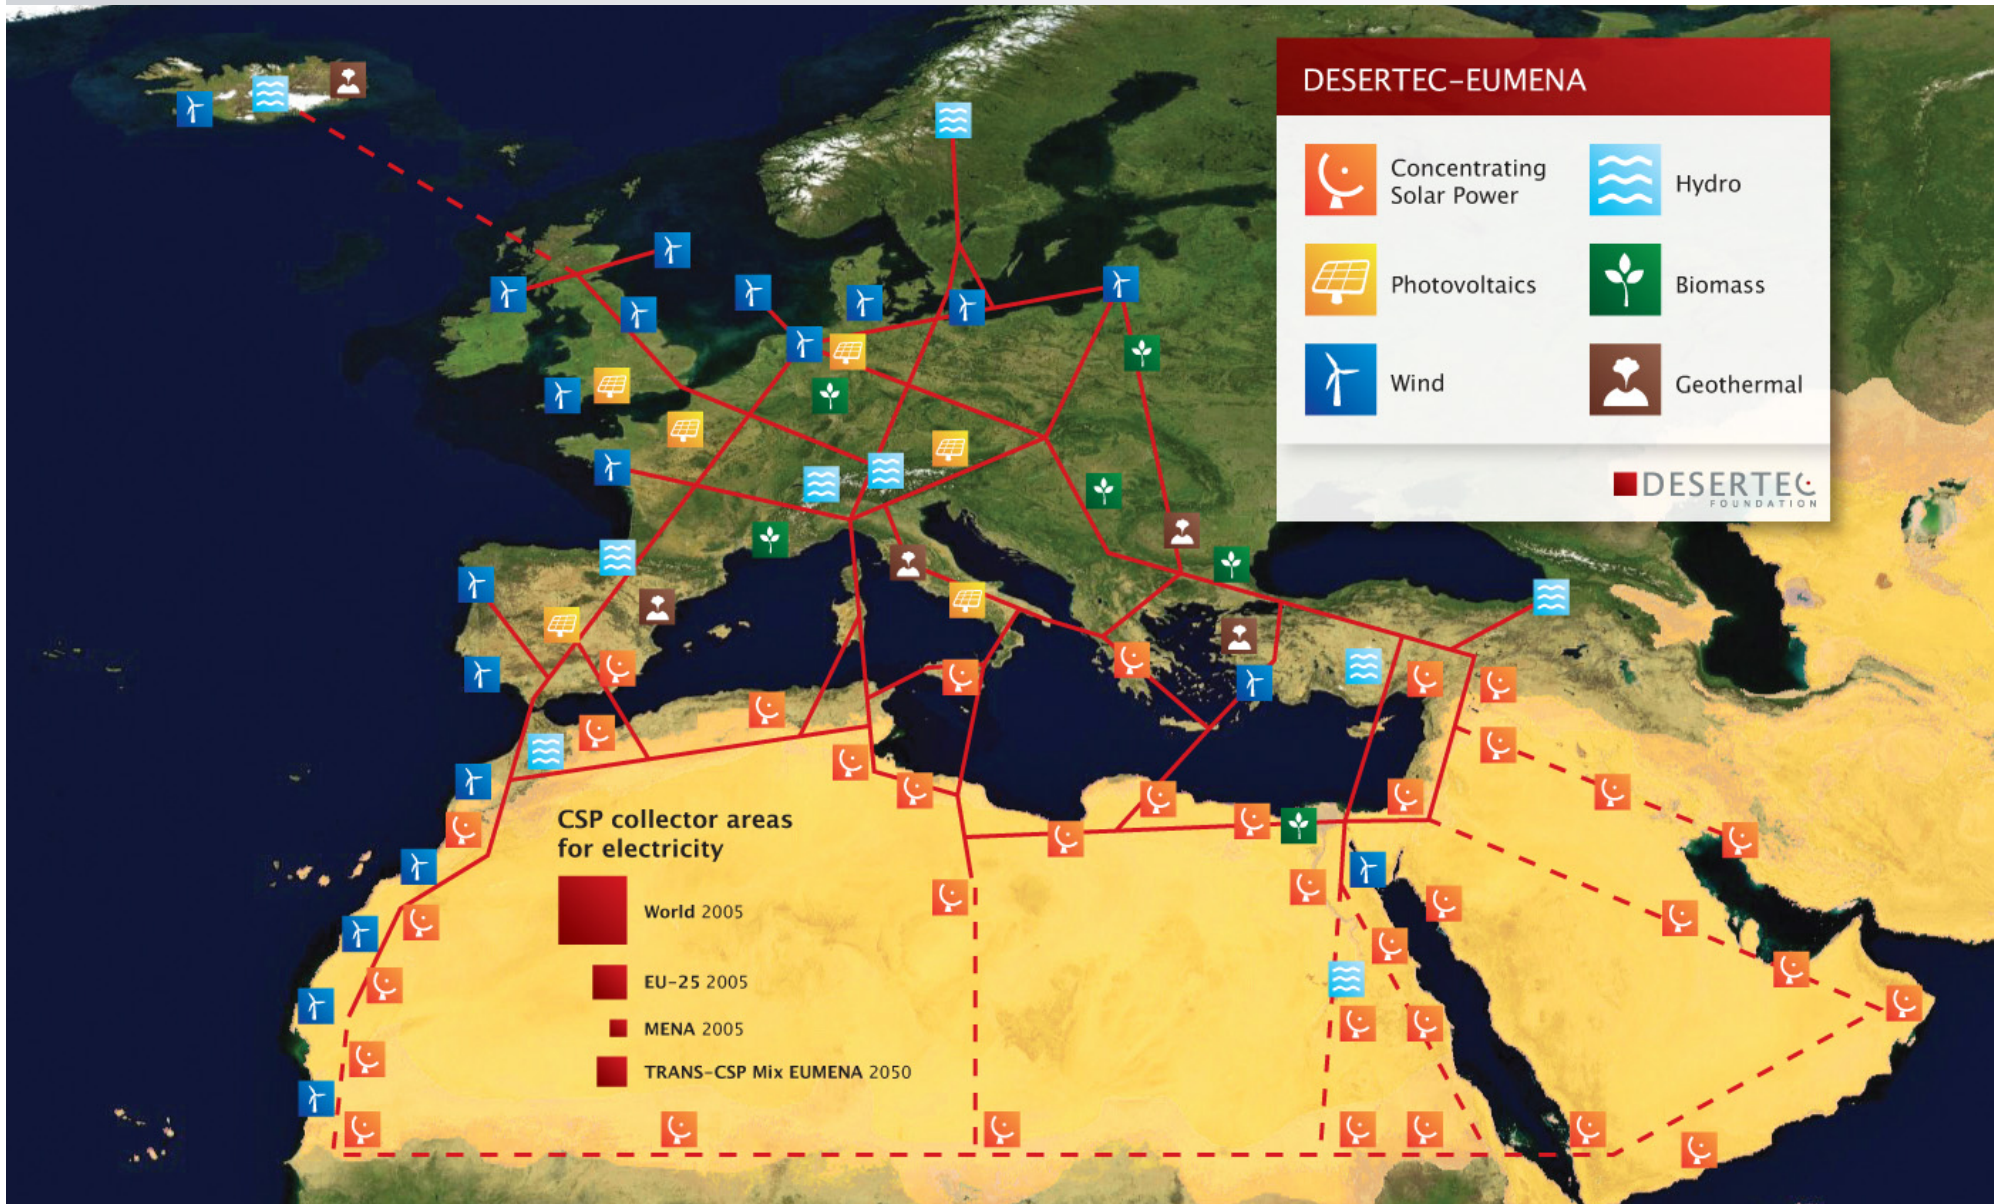 DESERTEC–EUMENA
Concentrating
Solar Power
Hydro
Photovoltaics
Biomass
Wind
Geothermal
DESERTEC
FOUNDATION
CSP collector areas
for electricity
World 2005
EU–25 2005
MENA 2005
TRANS–CSP Mix EUMENA 2050